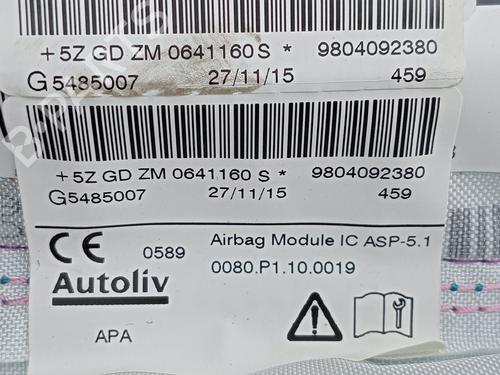 +5Z GD ZM 0641160 S * 9804092380
G5485007 27/11/15 459
+5Z GD ZM 0641160 S * 9804092380
G5485007 27/11/15 459
CE 0589 Airbag Module IC ASP-5.1
Autoliv 0080.P1.10.0019
APA